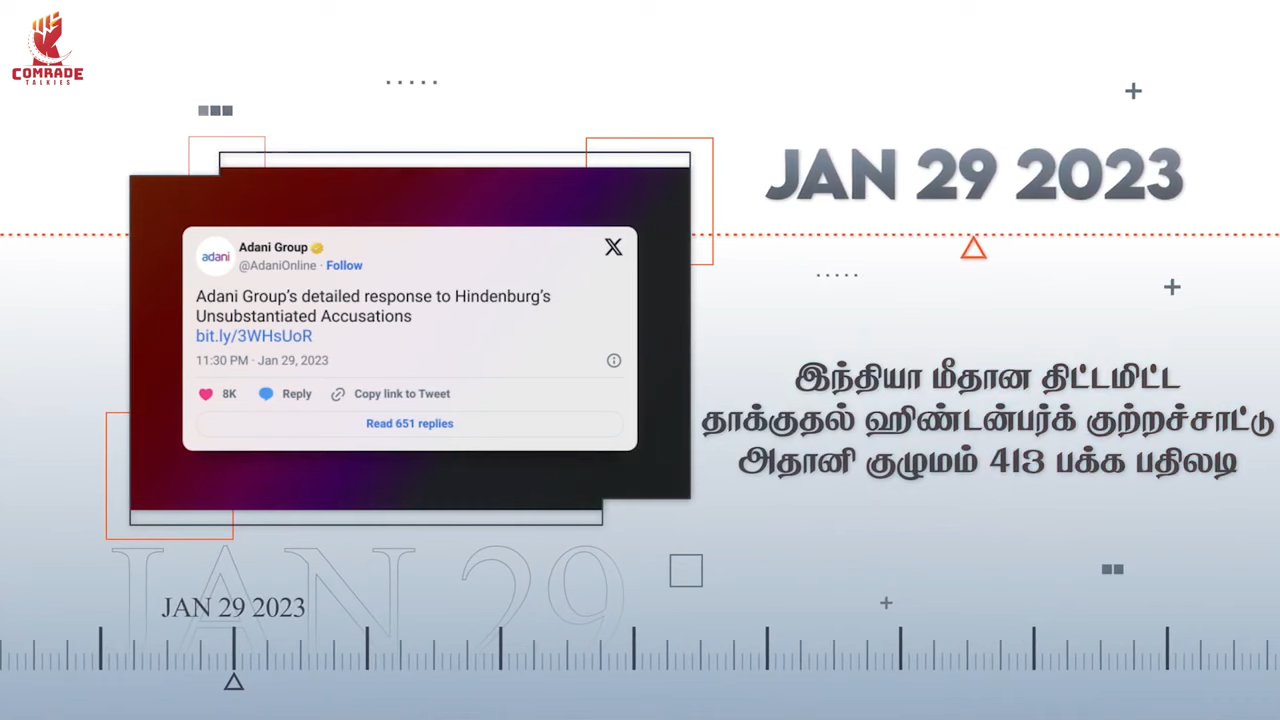 COMRADE
TALKIES
JAN 29 2023
adani
Adani Group
@AdaniOnline · Follow
Adani Group's detailed response to Hindenburg's
Unsubstantiated Accusations
bit.ly/3WHsUoR
11:30 PM · Jan 29, 2023
8K Reply Copy link to Tweet
Read 651 replies
இந்தியா மீதான திட்டமிட்ட
தாக்குதல் ஹிண்டன்பர்க் குற்றச்சாட்டு
அதானி குழுமம் 413 பக்க பதிலடி
JAN 29
JAN 29 2023